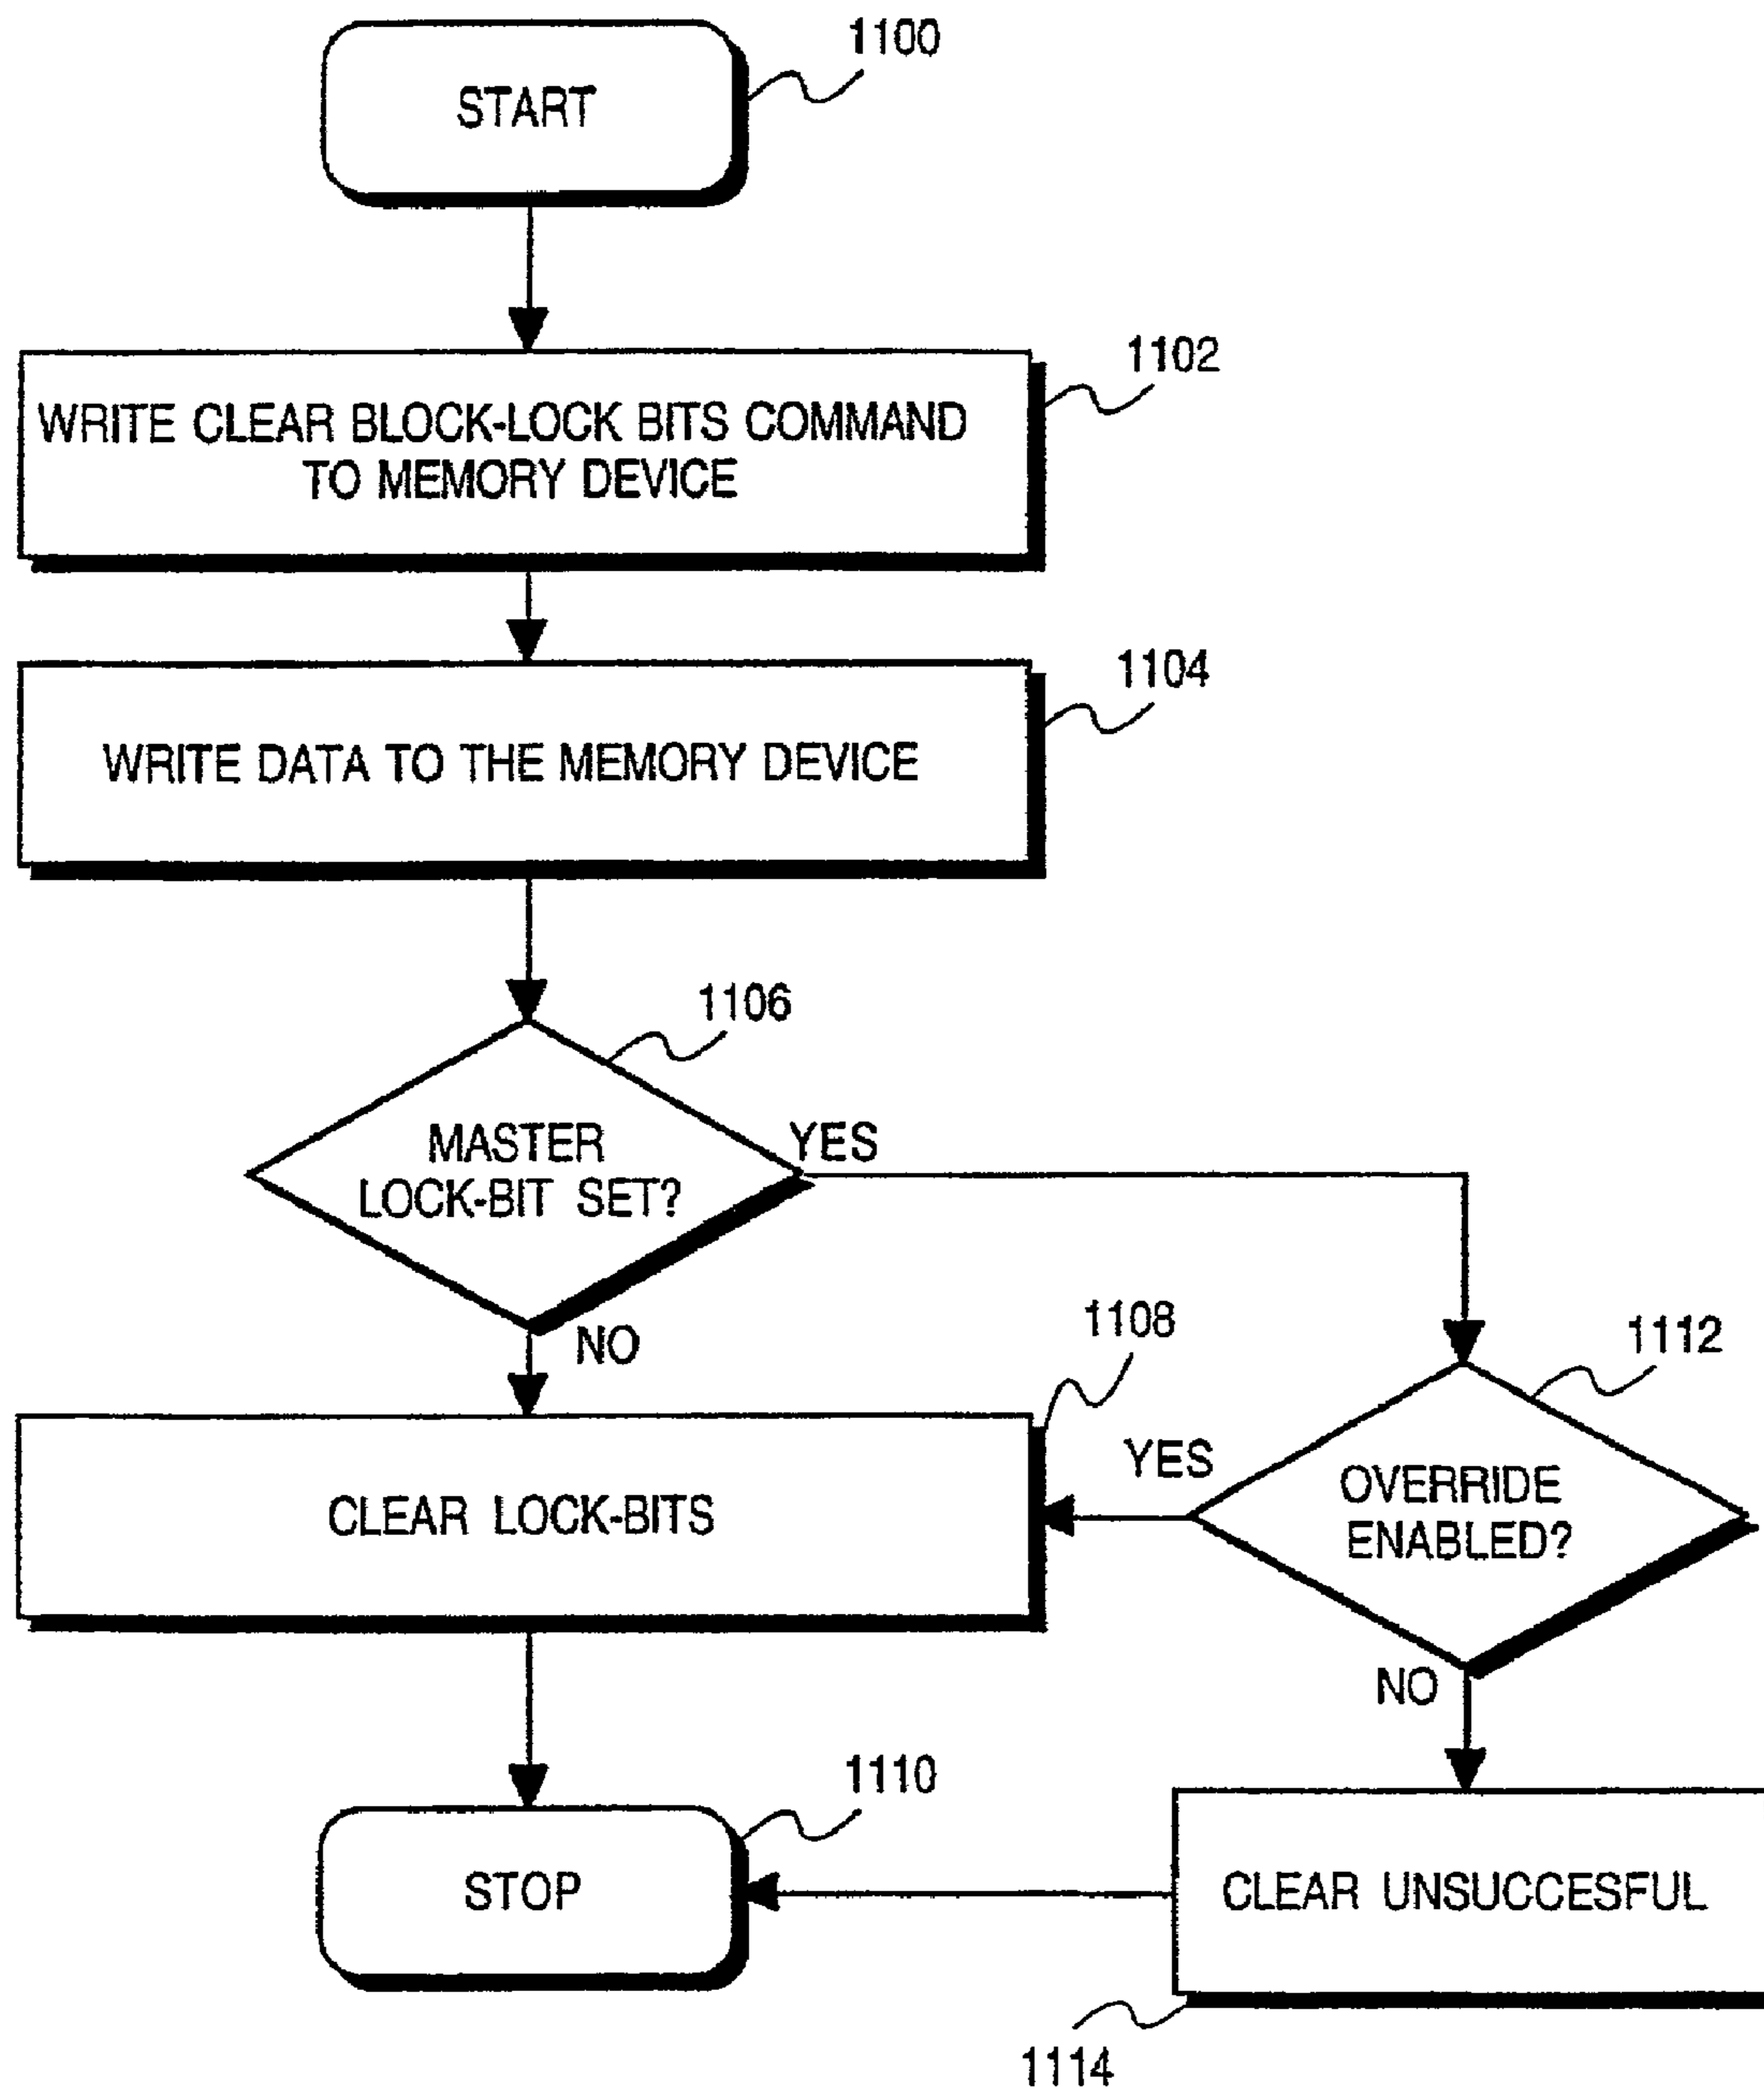 1100
START
1102
WRITE CLEAR BLOCK-LOCK BITS COMMAND
TO MEMORY DEVICE
1104
WRITE DATA TO THE MEMORY DEVICE
1106
MASTER
LOCK-BIT SET?
YES
NO
1108
1112
CLEAR LOCK-BITS
YES
OVERRIDE
ENABLED?
NO
1110
STOP
CLEAR UNSUCCESFUL
1114